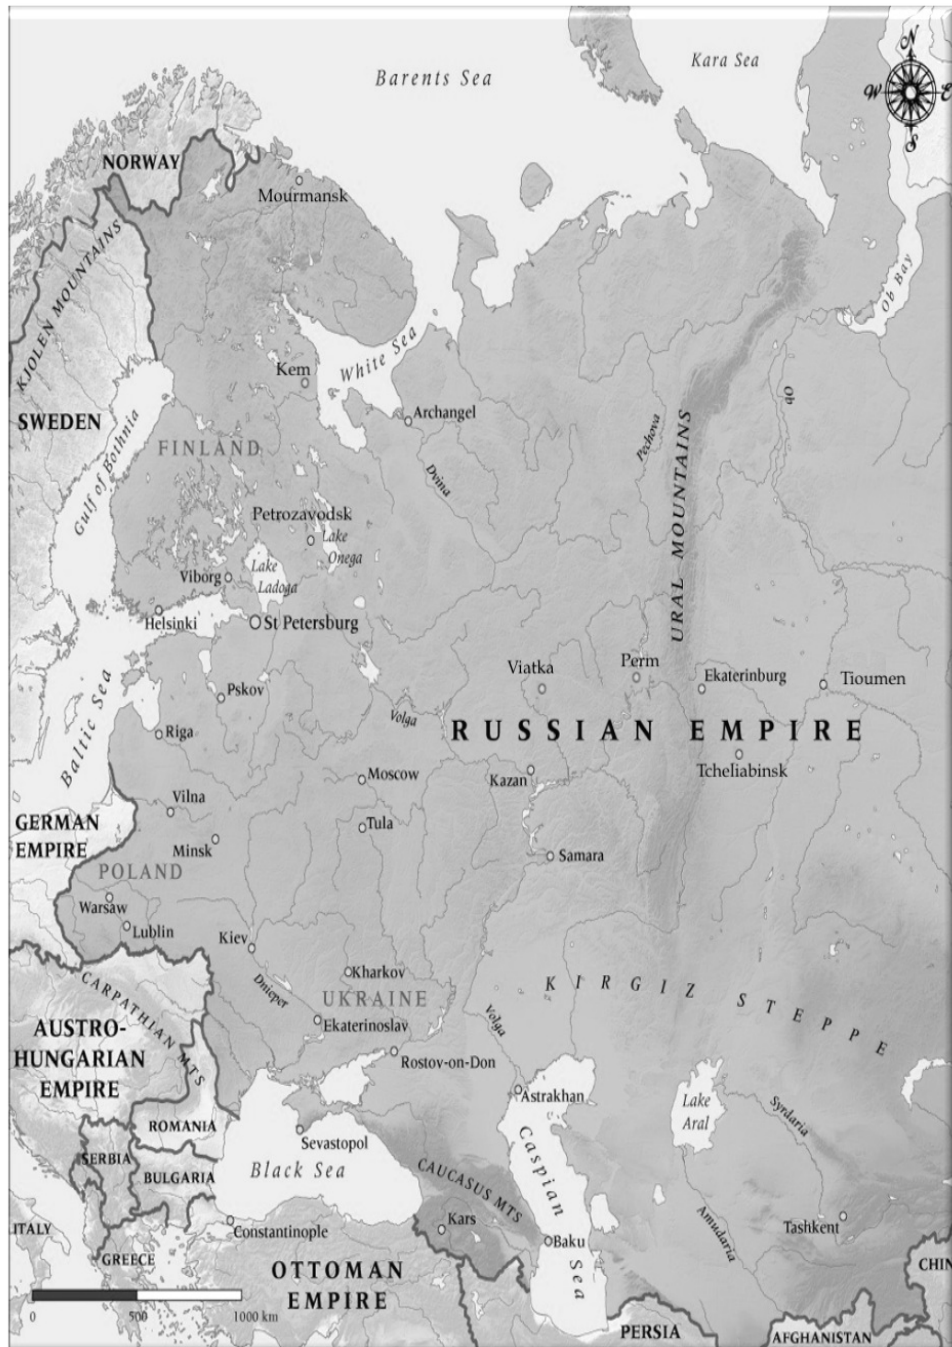 Barents Sea
Kara Sea
N
W
E
S
NORWAY
Mourmansk
KJOLEN MOUNTAINS
Ob Bay
White Sea
Kem
Archangel
SWEDEN
Gulf of Bothnia
FINLAND
Dvina
Pechova
URAL MOUNTAINS
Ob
Petrozavodsk
Lake
Onega
Viborg
Lake
Ladoga
Helsinki
St Petersburg
Baltic Sea
Pskov
Viatka
Perm
Ekaterinburg
Tioumen
Riga
Volga
RUSSIAN EMPIRE
Moscow
Kazan
Tcheliabinsk
Vilna
GERMAN
EMPIRE
Tula
Minsk
Samara
POLAND
Warsaw
Lublin
Kiev
Kharkov
KIRGIZ STEPPE
CARPATHIAN MTS
Dnieper
UKRAINE
Volga
AUSTRO-
HUNGARIAN
EMPIRE
Ekaterinoslav
Rostov-on-Don
Astrakhan
Lake
Aral
Syrdaria
ROMANIA
Sevastopol
SERBIA
BULGARIA
Black Sea
CAUCASUS MTS
Caspian Sea
ITALY
Constantinople
Kars
Baku
Amudaria
Tashkent
GREECE
OTTOMAN
EMPIRE
CHIN
0
500
1000 km
PERSIA
AFGHANISTAN